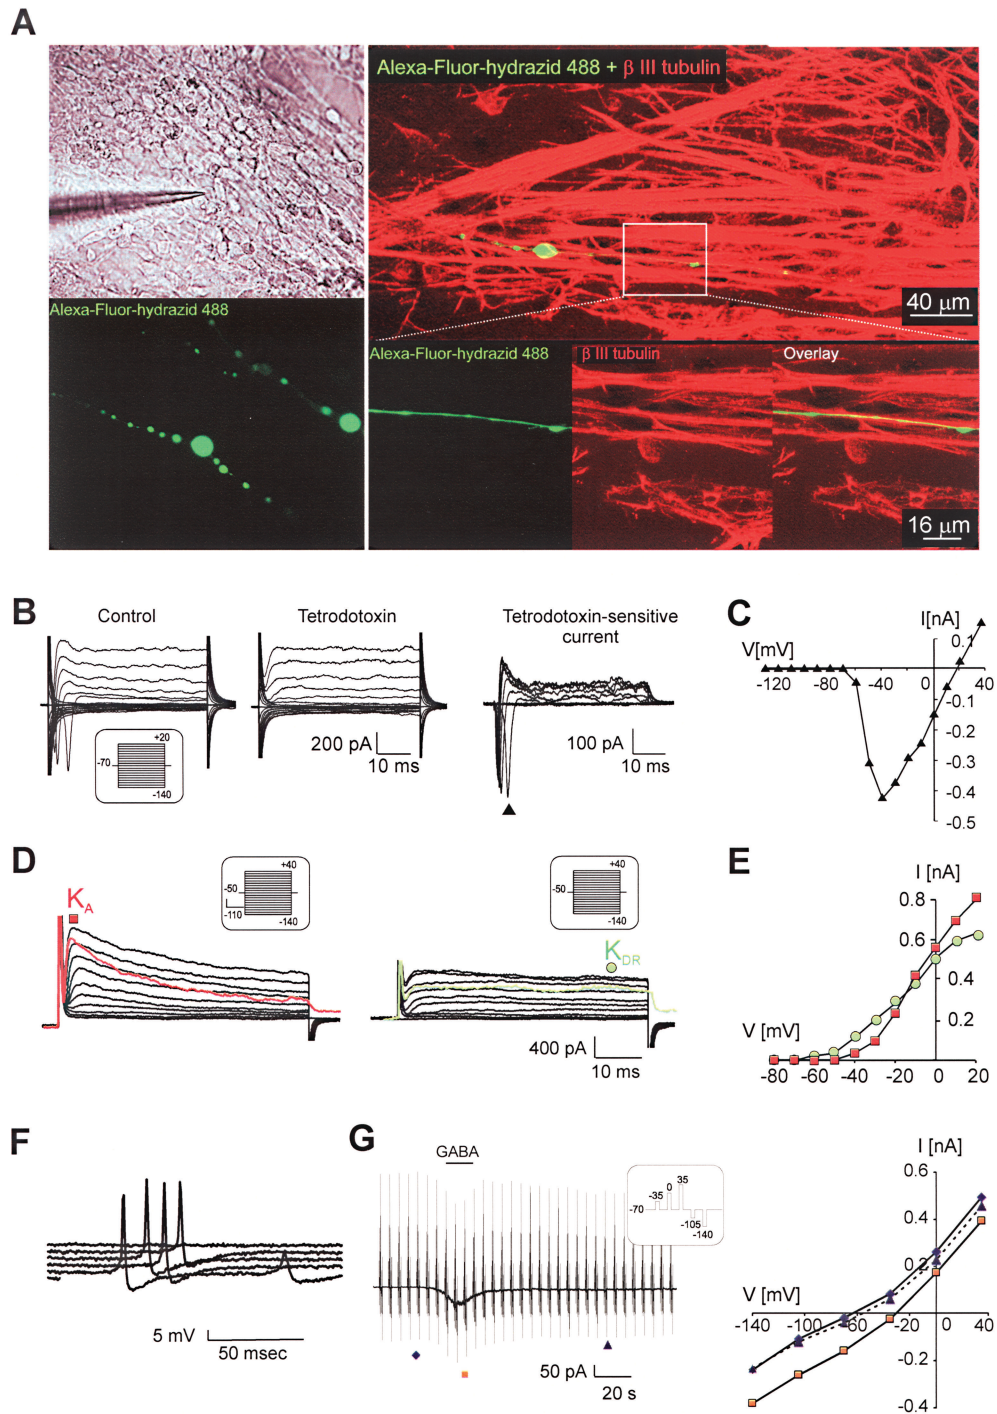 A
Alexa-Fluor-hydrazid 488 + β III tubulin
40 μm
Alexa-Fluor-hydrazid 488
Alexa-Fluor-hydrazid 488
β III tubulin
Overlay
16 μm
B
Control
Tetrodotoxin
Tetrodotoxin-sensitive
current
+20
-70
-140
200 pA
10 ms
100 pA
10 ms
C
I[nA]
V[mV]
0.1
-120 -80 -40 0 40
-0.1
-0.2
-0.3
-0.4
-0.5
D
KA
+40
-50
-110
-140
+40
-50
-140
KDR
400 pA
10 ms
E
I [nA]
0.8
0.6
0.4
0.2
V [mV]
-80 -60 -40 -20 0 20
F
5 mV
50 msec
G
GABA
35
0
-35
-70
-105
-140
50 pA
20 s
I [nA]
0.6
0.4
0.2
V [mV]
-140 -100 -60 -20 0 20
-0.2
-0.4